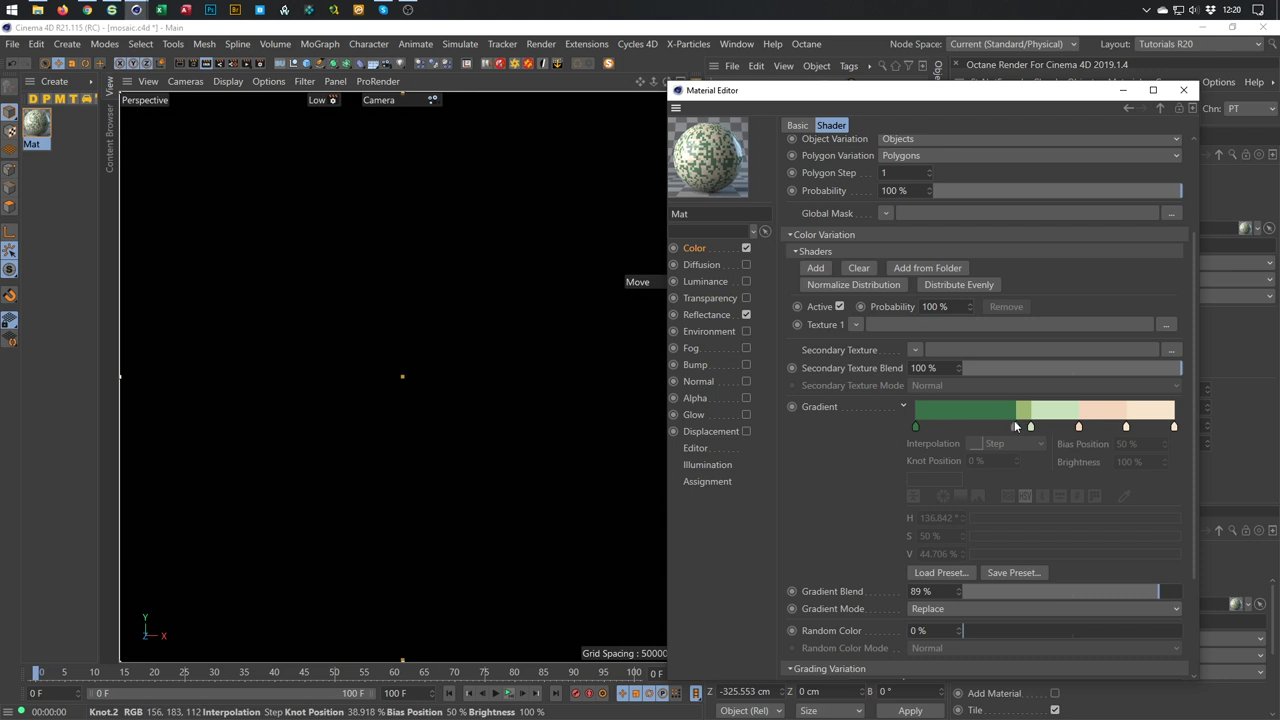 12:20
Cinema 4D R21.115 (RC) - [mosaic.c4d *] - Main
File Edit Create Modes Select Tools Mesh Spline Volume MoGraph Character Animate Simulate Tracker Render Extensions Cycles 4D X-Particles Window Help Octane Node Space: Current (Standard/Physical) Layout: Tutorials R20
Create View Cameras Display Options Filter Panel ProRender File Edit View Object Tags Octane Render For Cinema 4D 2019.1.4
Options Help
D P M T
Perspective Low Camera
Mat
View
Content Browser
Material Editor
Chn: PT
Basic Shader
Object Variation Objects
Polygon Variation Polygons
Polygon Step 1
Probability 100 %
Global Mask ...
Mat
Color Variation
Color
Diffusion
Luminance
Transparency
Reflectance
Environment
Fog
Bump
Normal
Alpha
Glow
Displacement
Editor
Illumination
Assignment
Shaders
Add Clear Add from Folder
Normalize Distribution Distribute Evenly
Active Probability 100 % Remove
Texture 1 ...
Secondary Texture ...
Secondary Texture Blend 100 %
Secondary Texture Mode Normal
Gradient
Interpolation Step Bias Position 50 %
Knot Position 0 % Brightness 100 %
H 136.842 °
S 50 %
V 44.706 %
Load Preset... Save Preset...
Gradient Blend 89 %
Gradient Mode Replace
Random Color 0 %
Random Color Mode Normal
Grading Variation
Move
Y
Z X
Grid Spacing : 50000
0 5 10 15 20 25 30 35 40 45 50 55 60 65 70 75 80 85 90 95 100 0 F
0 F 0 F 100 F 100 F
Z -325.553 cm Z 0 cm B 0 °
Object (Rel) Size Apply
Add Material
Tile
00:00:00 Knot.2 RGB 156, 183, 112 Interpolation Step Knot Position 38.918 % Bias Position 50 % Brightness 100 %